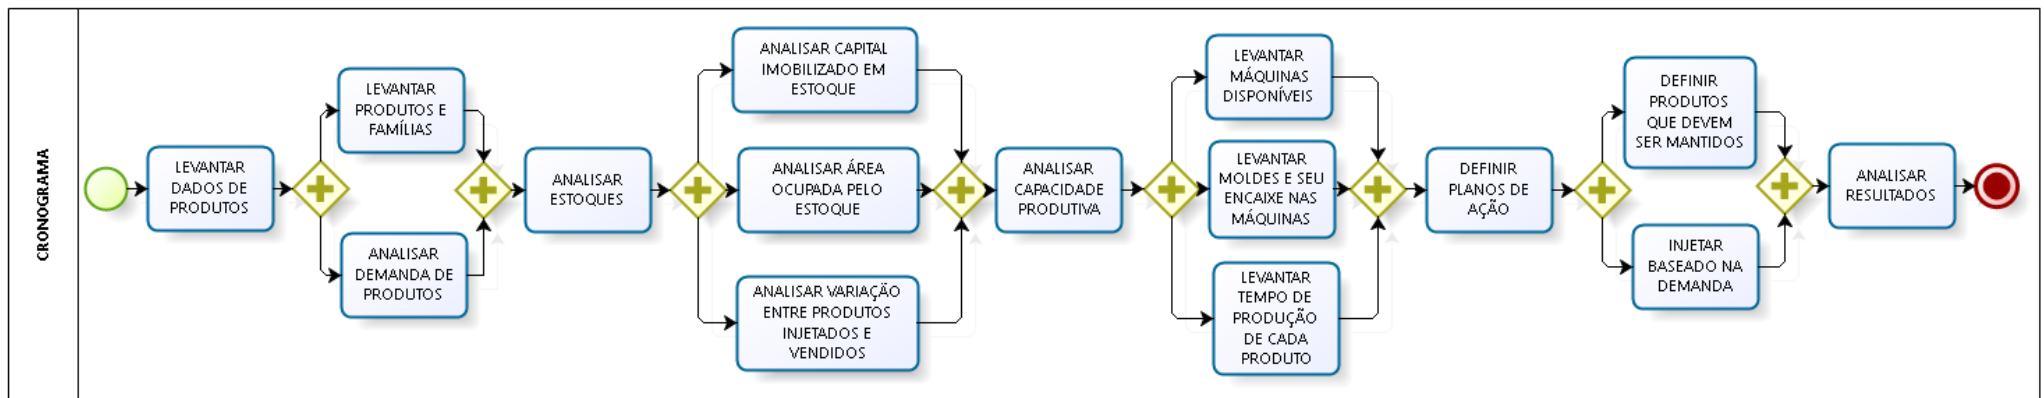 CRONOGRAMA
LEVANTAR
DADOS DE
PRODUTOS
LEVANTAR
PRODUTOS E
FAMÍLIAS
ANALISAR
DEMANDA DE
PRODUTOS
ANALISAR
ESTOQUES
ANALISAR CAPITAL
IMOBILIZADO EM
ESTOQUE
ANALISAR ÁREA
OCUPADA PELO
ESTOQUE
ANALISAR VARIAÇÃO
ENTRE PRODUTOS
INJETADOS E
VENDIDOS
ANALISAR
CAPACIDADE
PRODUTIVA
LEVANTAR
MÁQUINAS
DISPONÍVEIS
LEVANTAR
MOLDES E SEU
ENCAIXE NAS
MÁQUINAS
LEVANTAR
TEMPO DE
PRODUÇÃO
DE CADA
PRODUTO
DEFINIR
PLANOS DE
AÇÃO
DEFINIR
PRODUTOS
QUE DEVEM
SER MANTIDOS
INJETAR
BASEADO NA
DEMANDA
ANALISAR
RESULTADOS